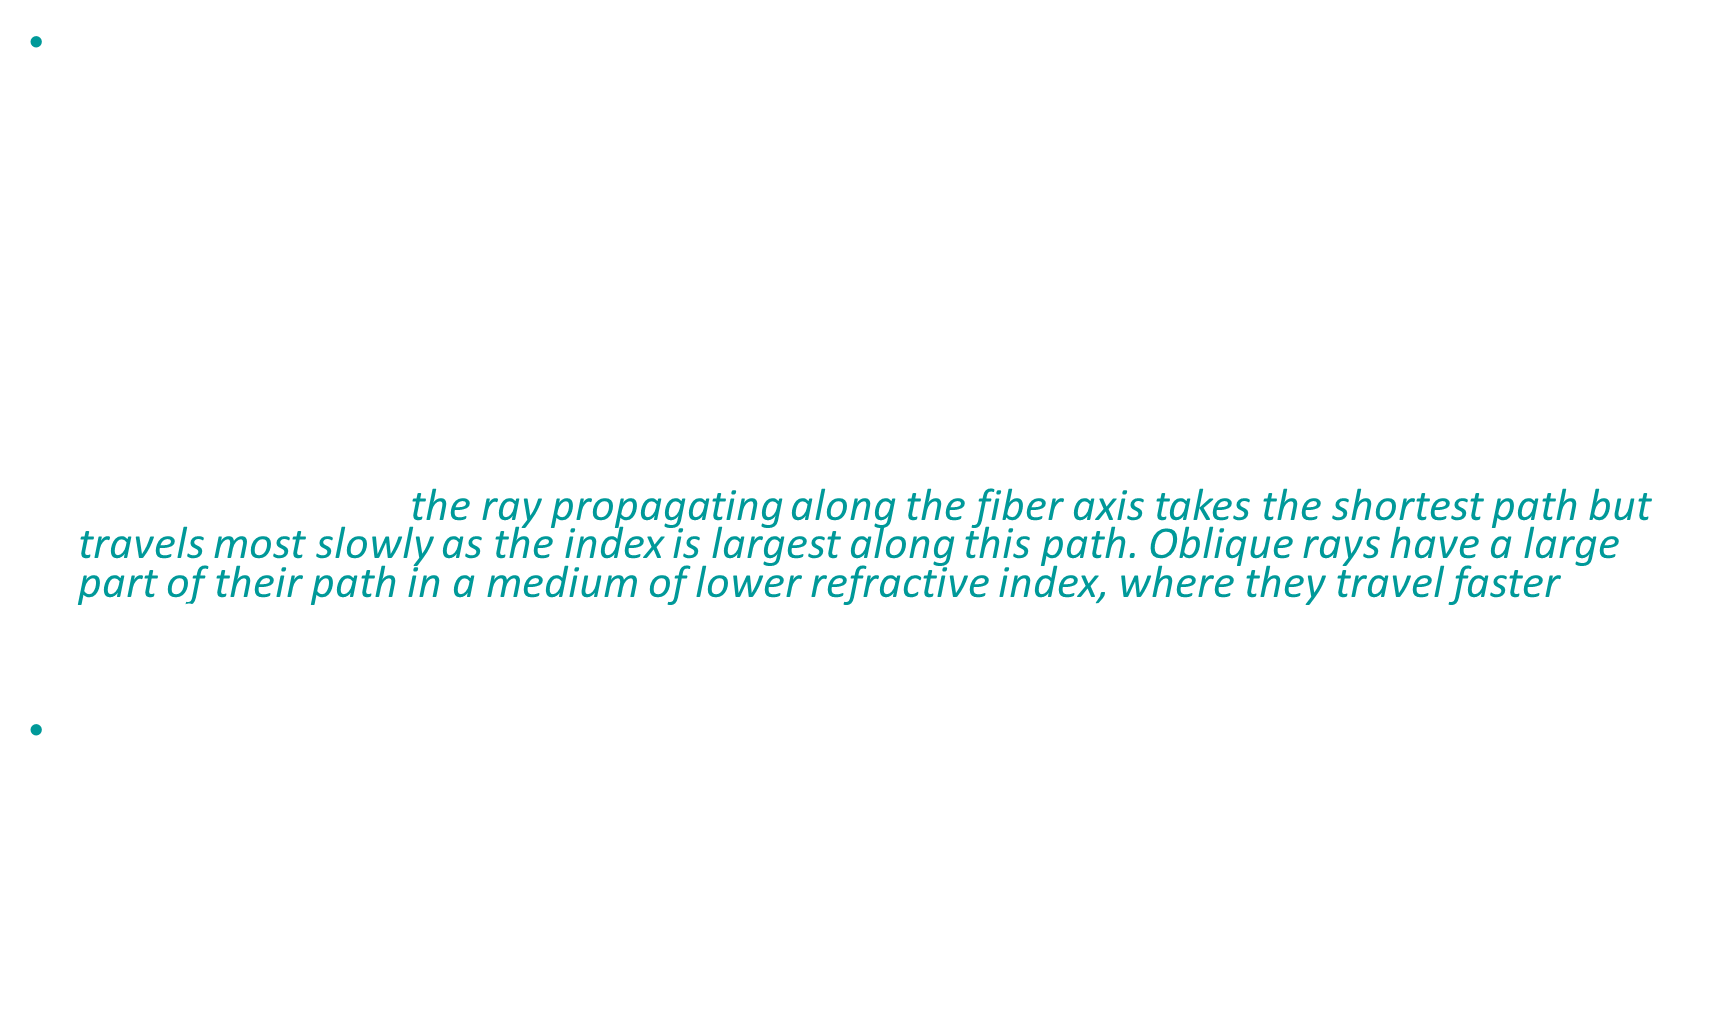 •
the ray propagating along the fiber axis takes the shortest path but
travels most slowly as the index is largest along this path. Oblique rays have a large
part of their path in a medium of lower refractive index, where they travel faster
•